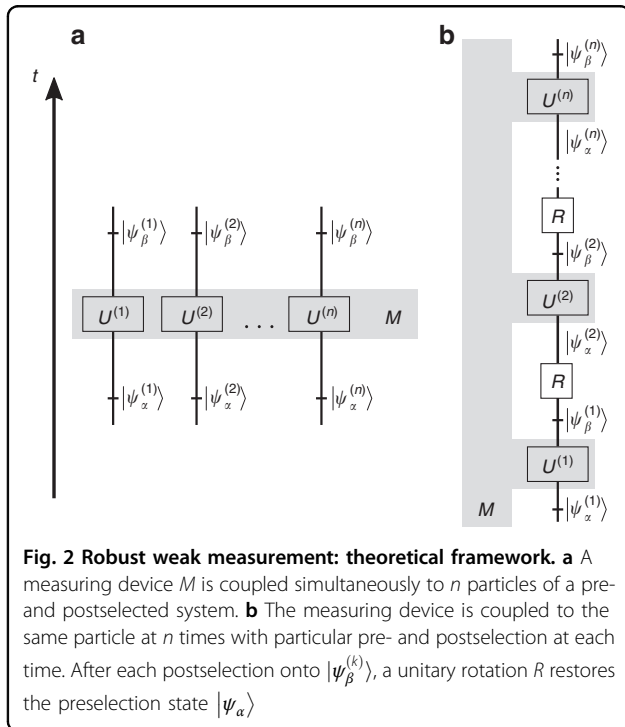 a
b
t
|ψ_β^(1)⟩ |ψ_β^(2)⟩ |ψ_β^(n)⟩
U^(1) U^(2) . . . U^(n) M
|ψ_α^(1)⟩ |ψ_α^(2)⟩ |ψ_α^(n)⟩
|ψ_β^(n)⟩
U^(n)
|ψ_α^(n)⟩
⋮
R
|ψ_β^(2)⟩
U^(2)
|ψ_α^(2)⟩
R
|ψ_β^(1)⟩
U^(1)
M |ψ_α^(1)⟩
Fig. 2 Robust weak measurement: theoretical framework. a A
measuring device M is coupled simultaneously to n particles of a pre-
and postselected system. b The measuring device is coupled to the
same particle at n times with particular pre- and postselection at each
time. After each postselection onto |ψ_β^(k)⟩, a unitary rotation R restores
the preselection state |ψ_α⟩